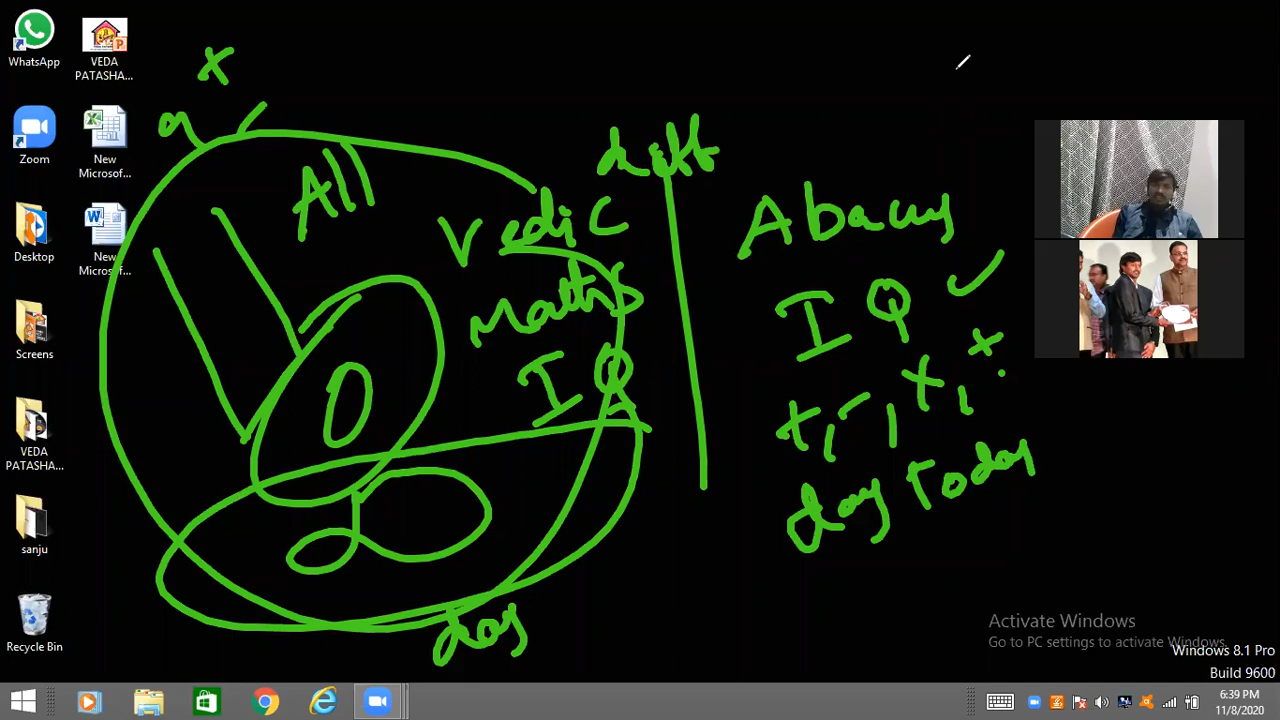 WhatsApp
VEDA
PATASHA...
Zoom
New
Microsof...
Desktop
New
Microsof...
Screens
VEDA
PATASHA...
sanju
Recycle Bin
x
All
diff
Vedic
Maths
IQ
day
Abacus
IQ ✓
+, -, x, ÷
day Today
Activate Windows
Go to PC settings to activate Windows.
Windows 8.1 Pro
Build 9600
6:39 PM
11/8/2020